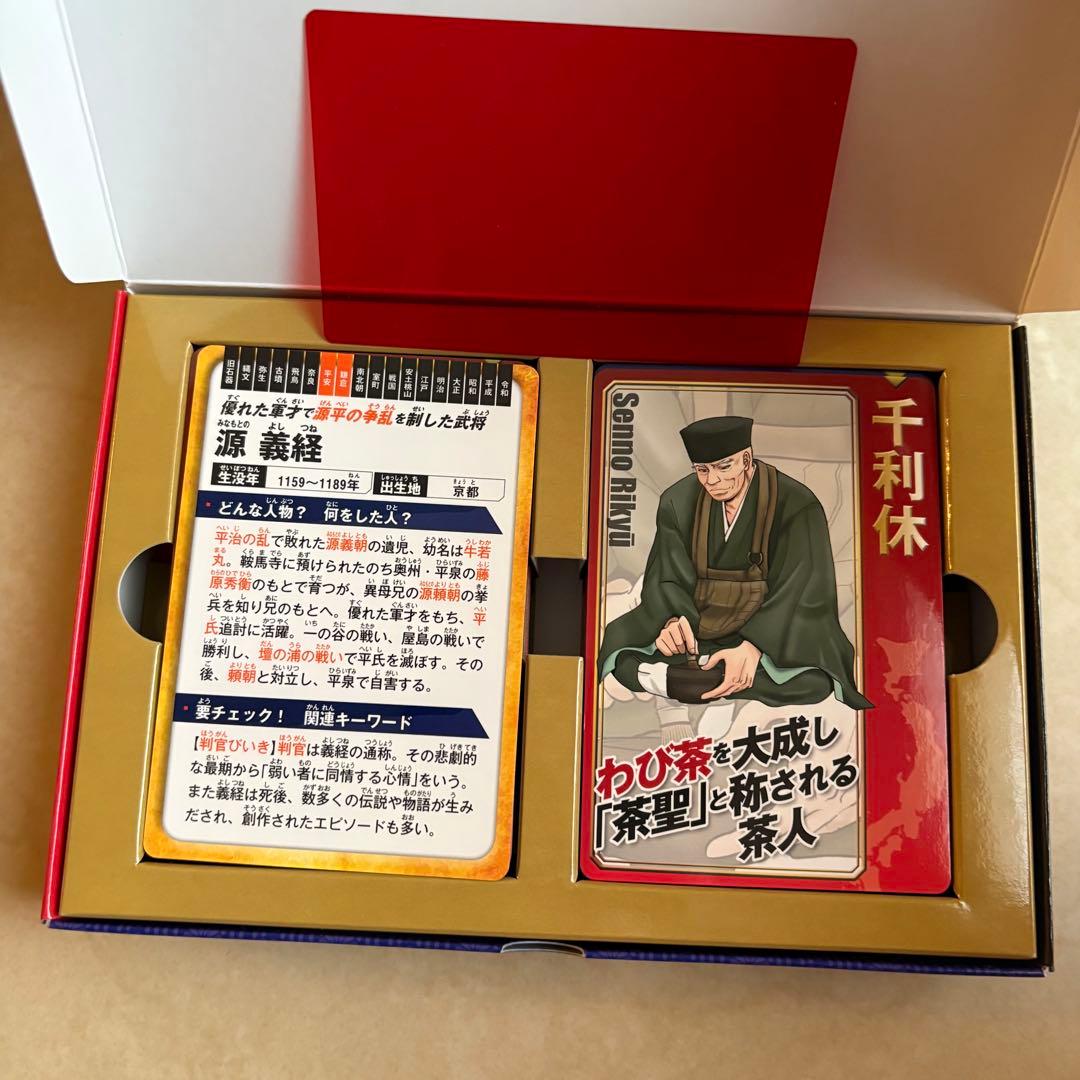 旧石器 縄文 弥生 古墳 飛鳥 奈良 平安 鎌倉 南北朝 室町 戦国 安土桃山 江戸 明治 大正 昭和 平成 令和
優れた軍才で源平の争乱を制した武将
源 義経
生没年 1159～1189年 出生地 京都
どんな人物？ 何をした人？
平治の乱で敗れた源義朝の遺児、幼名は牛若
丸。鞍馬寺に預けられたのち奥州・平泉の藤
原秀衡のもとで育つが、異母兄の源頼朝の挙
兵を知り兄のもとへ。優れた軍才をもち、平
氏追討に活躍。一の谷の戦い、屋島の戦いで
勝利し、壇の浦の戦いで平氏を滅ぼす。その
後、頼朝と対立し、平泉で自害する。
要チェック！ 関連キーワード
【判官びいき】判官は義経の通称。その悲劇的
な最期から「弱い者に同情する心情」をいう。
また義経は死後、数多くの伝説や物語が生み
だされ、創作されたエピソードも多い。
千利休
Senno Rikyū
わび茶を大成し
「茶聖」と称される
茶人